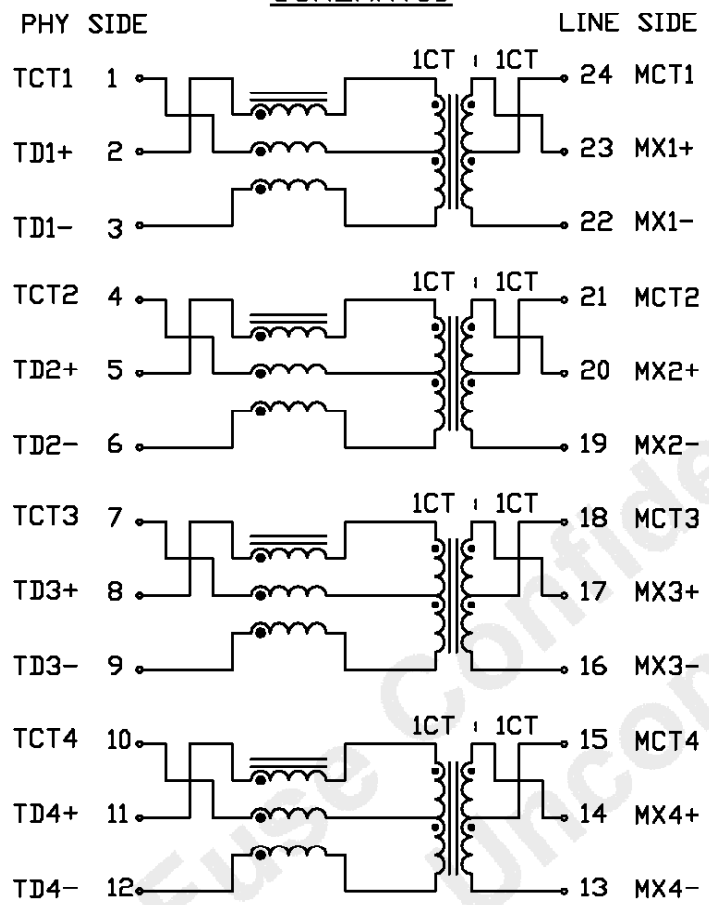 PHY SIDE LINE SIDE
1CT : 1CT
TCT1 1 24 MCT1
TD1+ 2 23 MX1+
TD1- 3 22 MX1-
1CT : 1CT
TCT2 4 21 MCT2
TD2+ 5 20 MX2+
TD2- 6 19 MX2-
1CT : 1CT
TCT3 7 18 MCT3
TD3+ 8 17 MX3+
TD3- 9 16 MX3-
1CT : 1CT
TCT4 10 15 MCT4
TD4+ 11 14 MX4+
TD4- 12 13 MX4-
Fuse Confide
Uncon